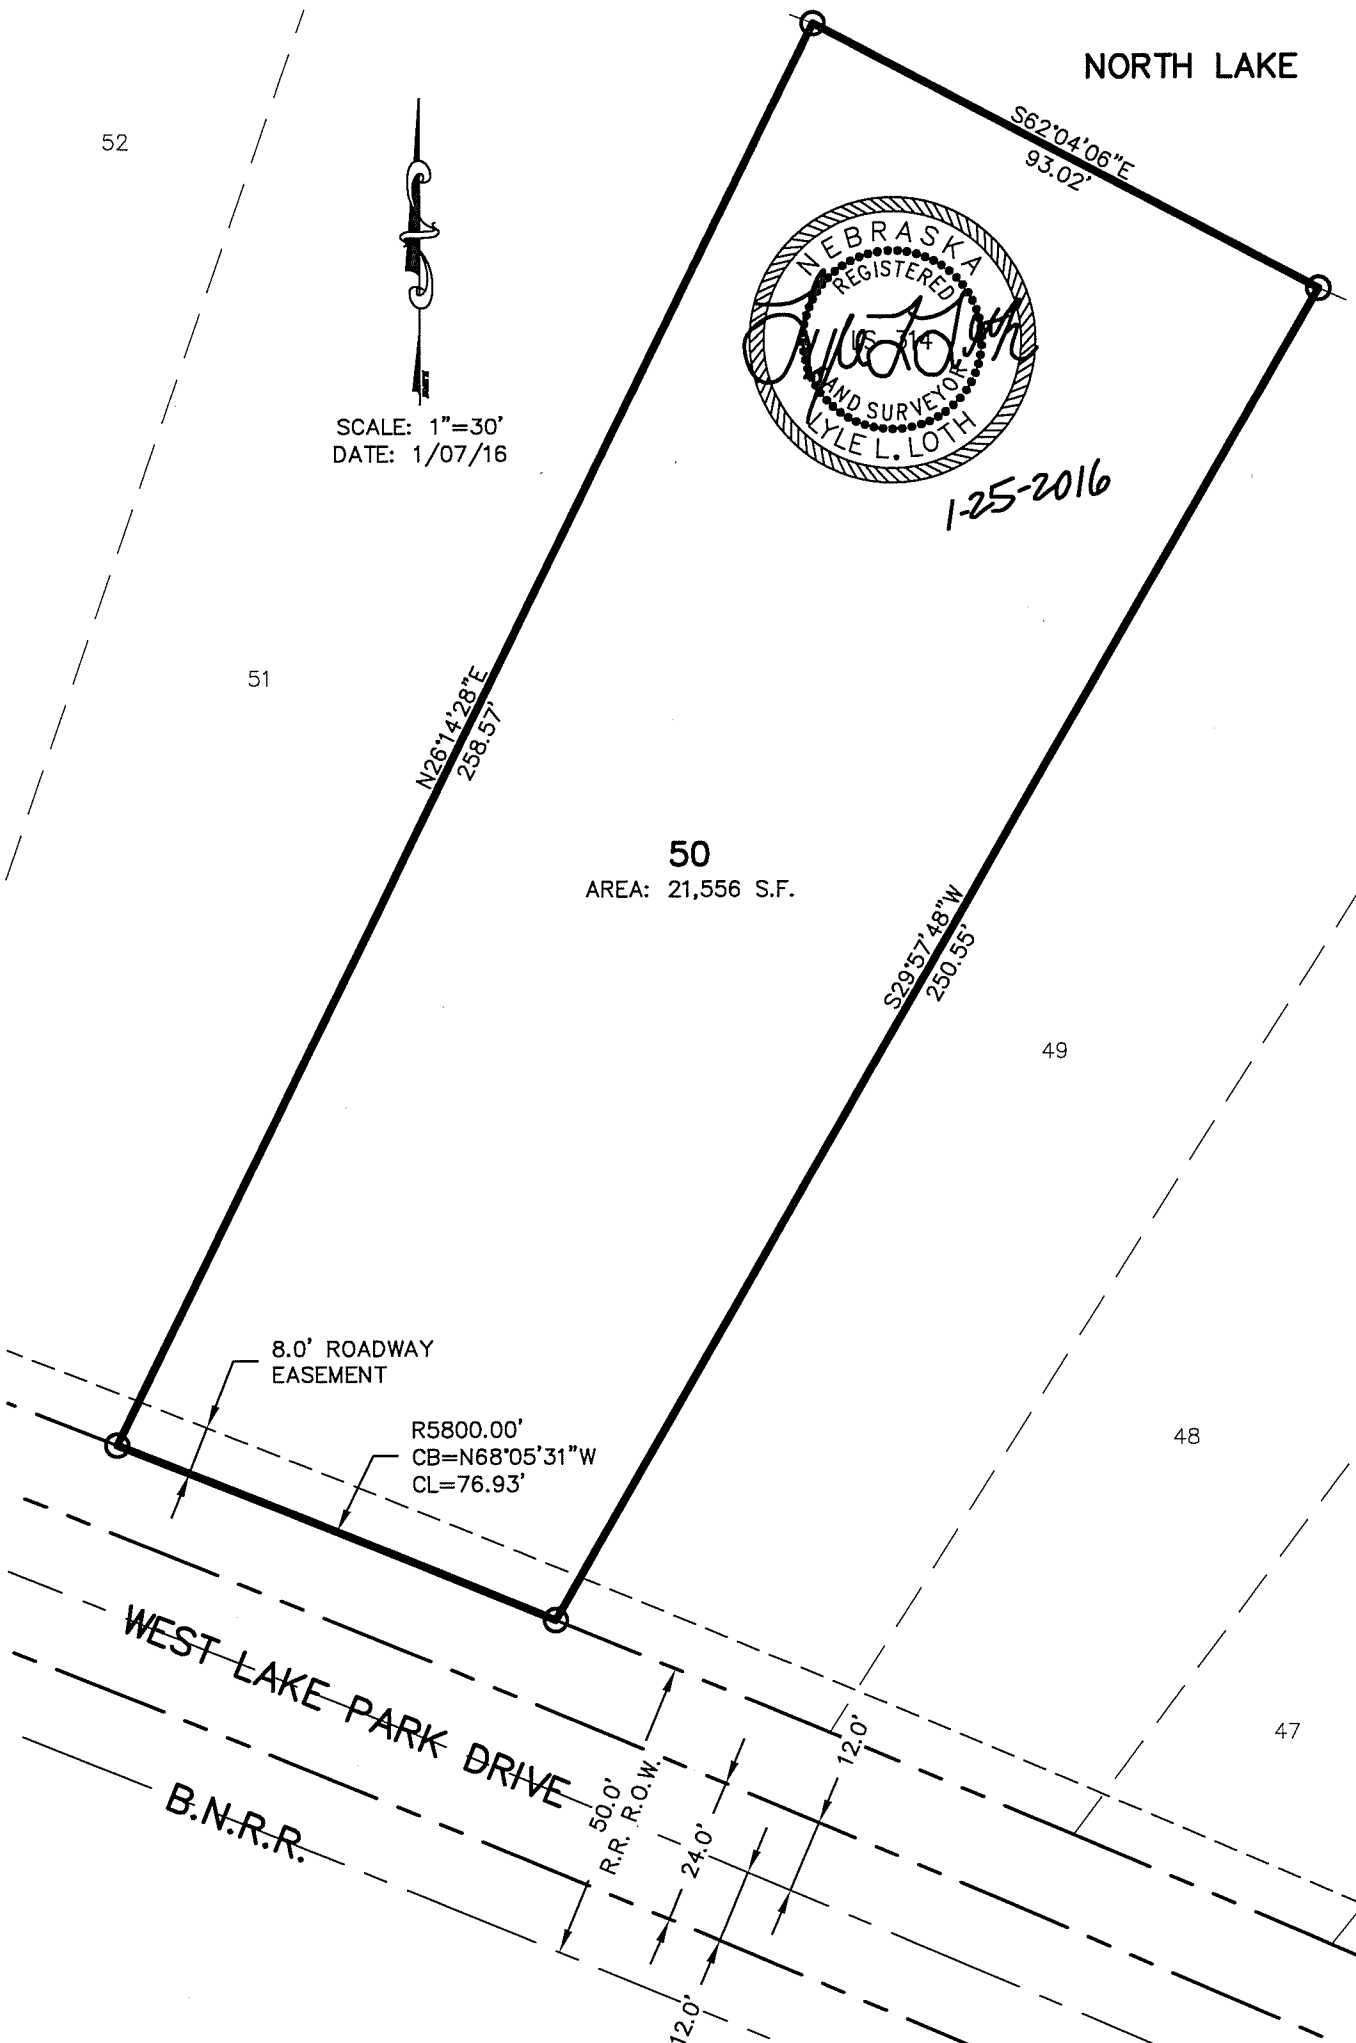 NORTH LAKE
52
S62°04'06"E
93.02'
NEBRASKA
REGISTERED
LS 314
LAND SURVEYOR
LYLE L. LOTH
1-25-2016
SCALE: 1"=30'
DATE: 1/07/16
51
N26°14'28"E
258.57'
50
AREA: 21,556 S.F.
S29°57'48"W
250.55'
49
8.0' ROADWAY
EASEMENT
R5800.00'
CB=N68°05'31"W
CL=76.93'
48
47
WEST LAKE PARK DRIVE
B.N.R.R.
50.0'
R.R. R.O.W.
24.0'
12.0'
12.0'